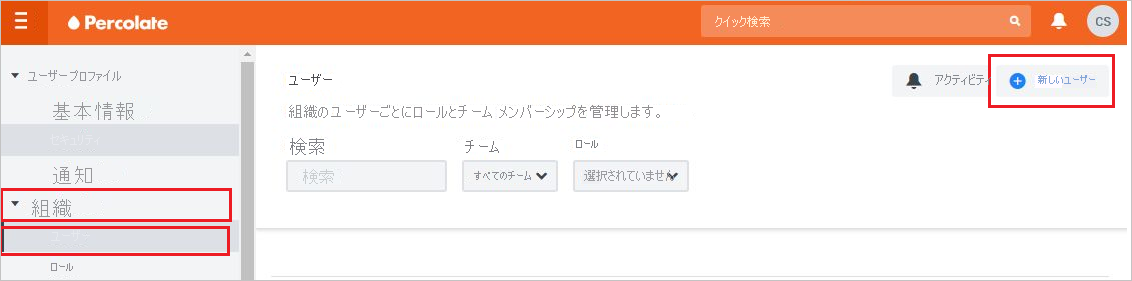 Percolate
クイック検索
CS
ユーザープロファイル
基本情報
セキュリティ
通知
組織
ユーザー
ロール
ユーザー
アクティビティ
新しいユーザー
組織のユーザーごとにロールとチーム メンバーシップを管理します。
検索
チーム
ロール
検索
すべてのチーム
選択されていません